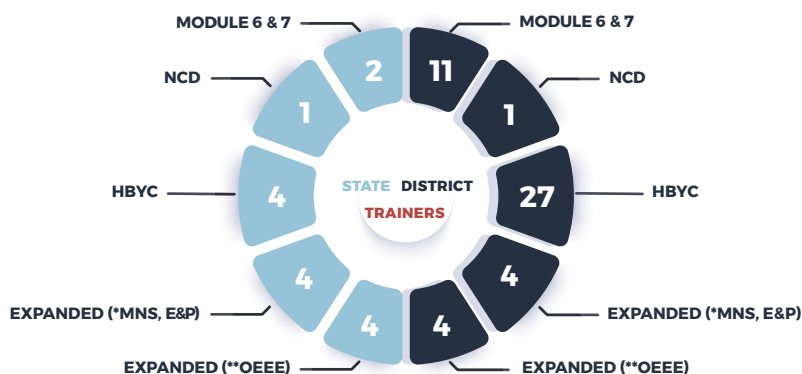 MODULE 6 & 7 MODULE 6 & 7
2 11
NCD NCD
1 1
HBYC HBYC
4 27
STATE DISTRICT
TRAINERS
4 4
EXPANDED (*MNS, E&P) EXPANDED (*MNS, E&P)
4 4
EXPANDED (**OEEE) EXPANDED (**OEEE)